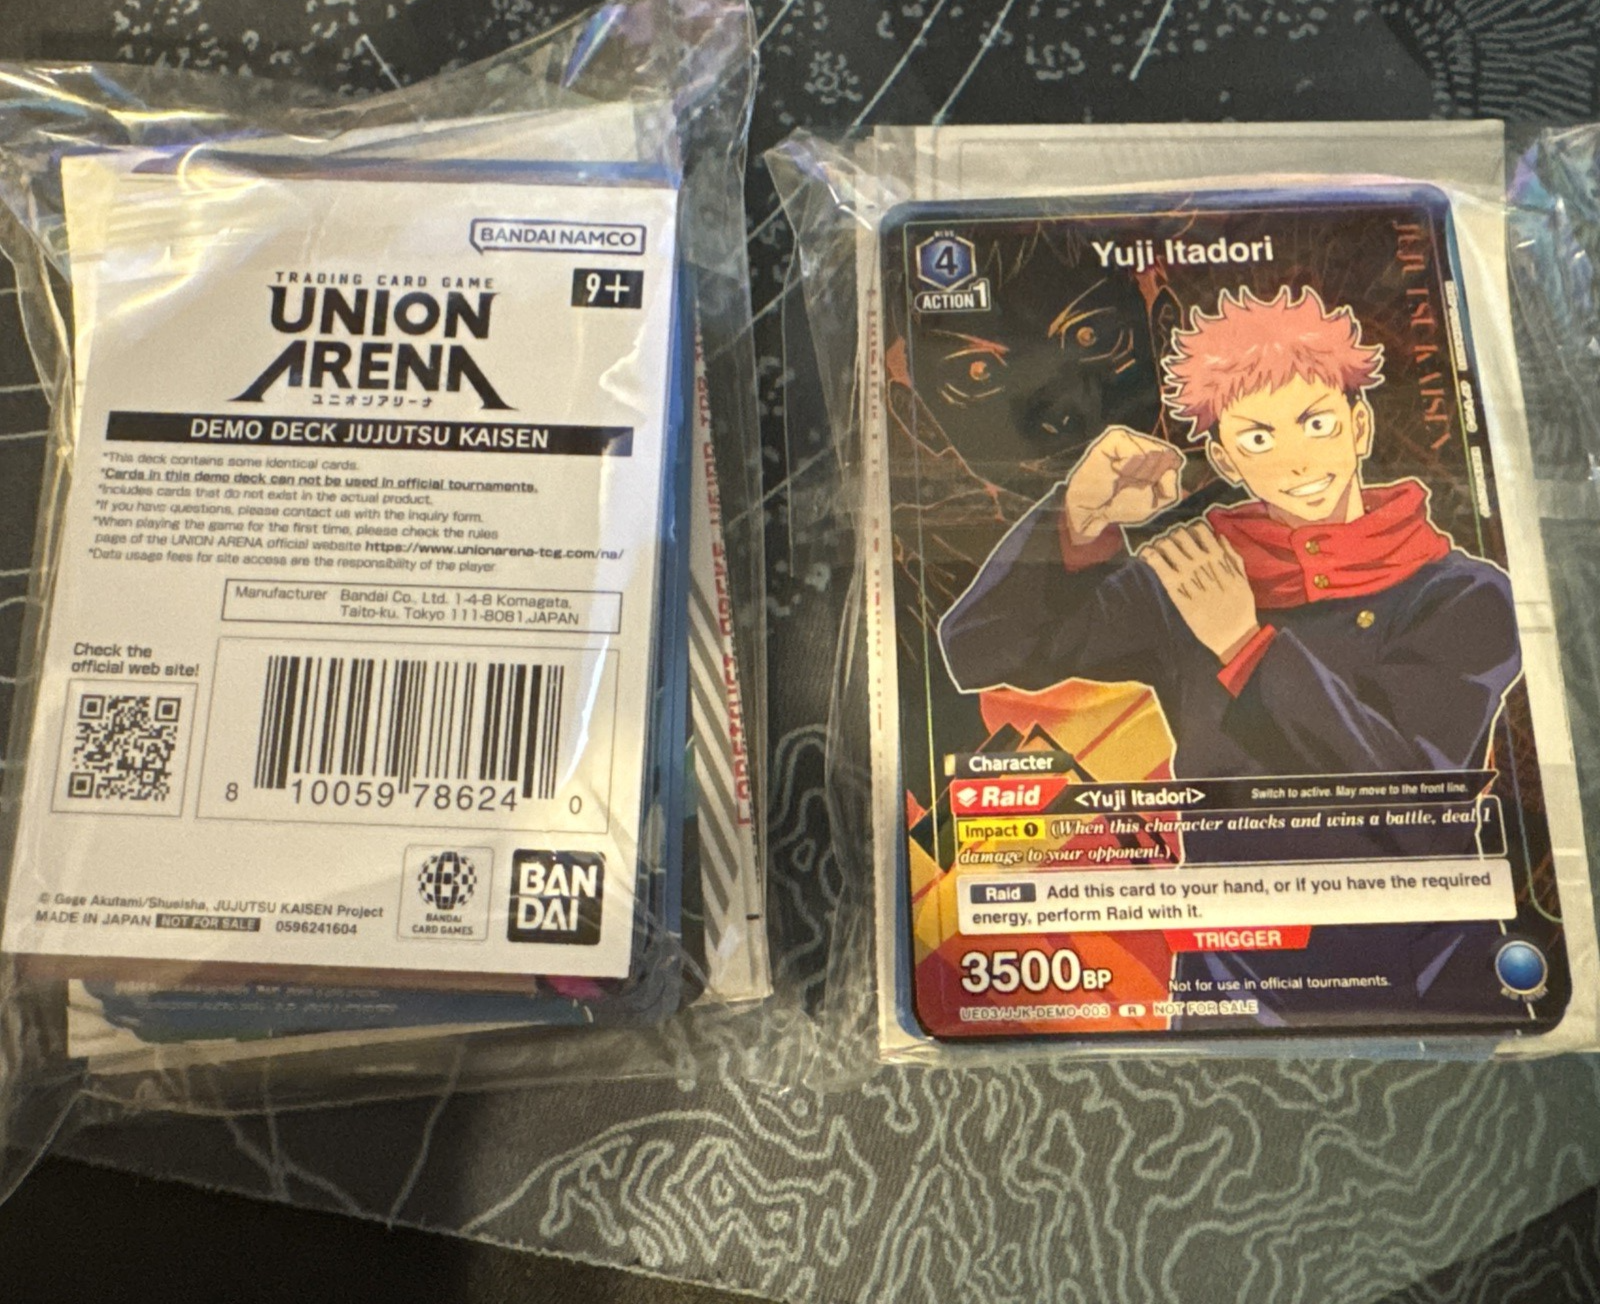 BANDAI NAMCO
TRADING CARD GAME
9+
UNION
ARENA
ユニオンアリーナ
DEMO DECK JUJUTSU KAISEN
*This deck contains some identical cards.
*Cards in this demo deck can not be used in official tournaments.
*Includes cards that do not exist in the actual product.
*If you have questions, please contact us with the inquiry form.
*When playing the game for the first time, please check the rules
page of the UNION ARENA official website https://www.unionarena-tcg.com/na/
*Data usage fees for site access are the responsibility of the player
Manufacturer Bandai Co., Ltd. 1-4-8 Komagata,
Taito-ku, Tokyo 111-8081,JAPAN
Check the
official web site!
8 10059 78624 0
© Gege Akutami/Shueisha, JUJUTSU KAISEN Project
MADE IN JAPAN NOT FOR SALE 0596241604
BANDAI
CARD GAMES
BAN
DAI
BLUE
4
ACTION 1
Yuji Itadori
JUJUTSU KAISEN
Character
Raid <Yuji Itadori> Switch to active. May move to the front line.
Impact 1 (When this character attacks and wins a battle, deal 1
damage to your opponent.)
Raid Add this card to your hand, or if you have the required
energy, perform Raid with it.
TRIGGER
3500BP
Not for use in official tournaments.
UE03/JJK-DEMO-003 R NOT FOR SALE